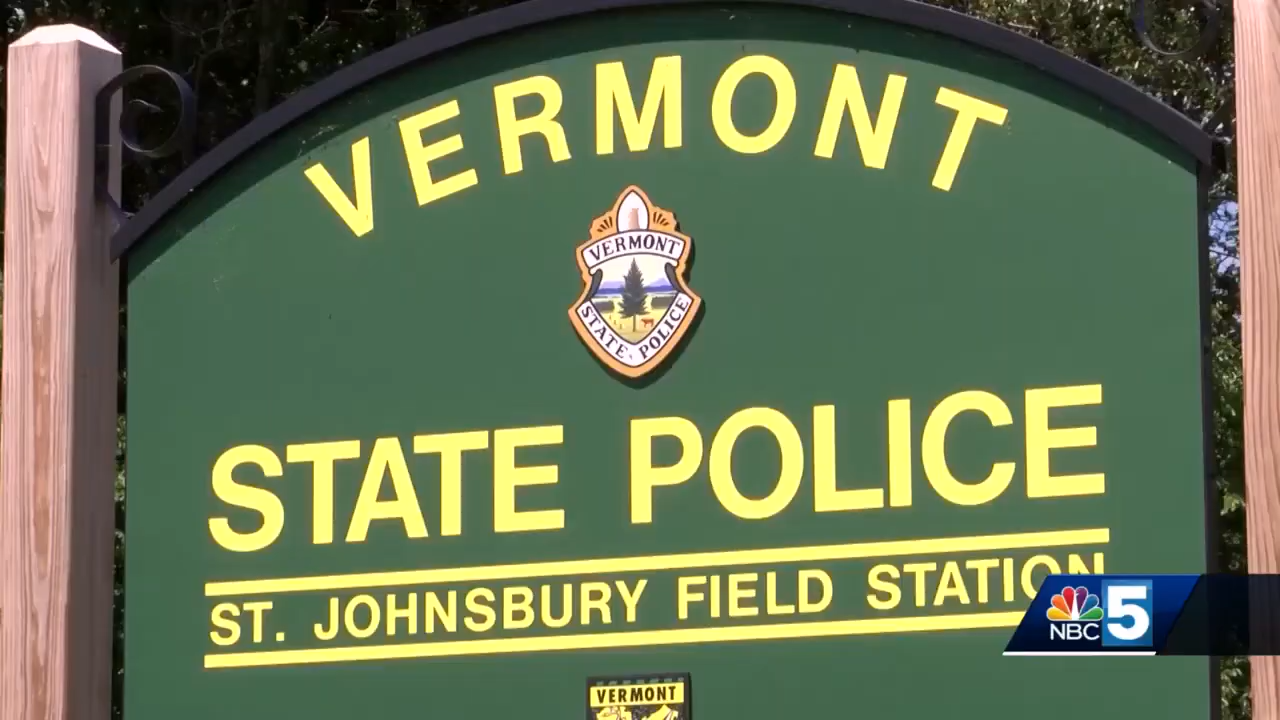 VERMONT
VERMONT
STATE POLICE
STATE POLICE
ST. JOHNSBURY FIELD STATION
NBC 5
VERMONT